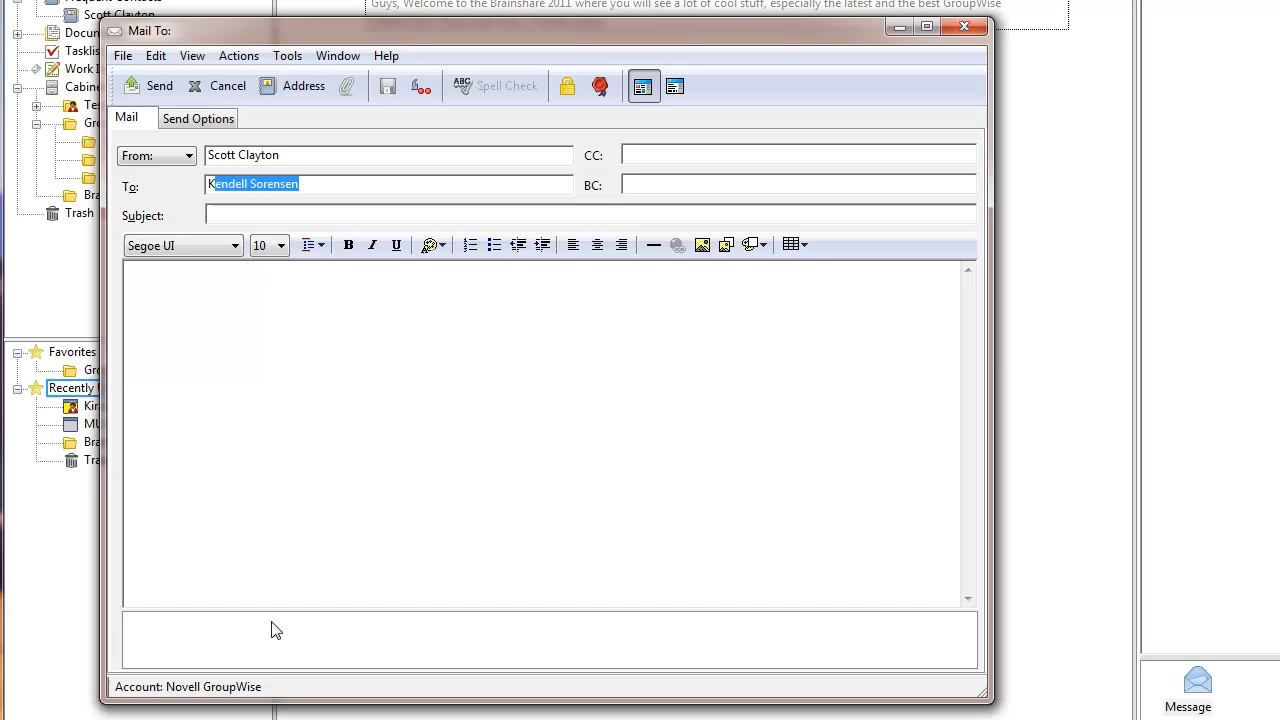 Guys, Welcome to the Brainshare 2011 where you will see a lot of cool stuff, especially the latest and the best GroupWise
Scott Clayton
Docum
Tasklis
Work I
Cabine
Te
Gro
Bra
Trash
Favorites
Gr
Recently
Kir
MU
Bra
Tra
Mail To:
File Edit View Actions Tools Window Help
Send Cancel Address ABC Spell Check
Mail Send Options
From: Scott Clayton CC:
To: Kendell Sorensen BC:
Subject:
Segoe UI 10 B I U
Account: Novell GroupWise
Message